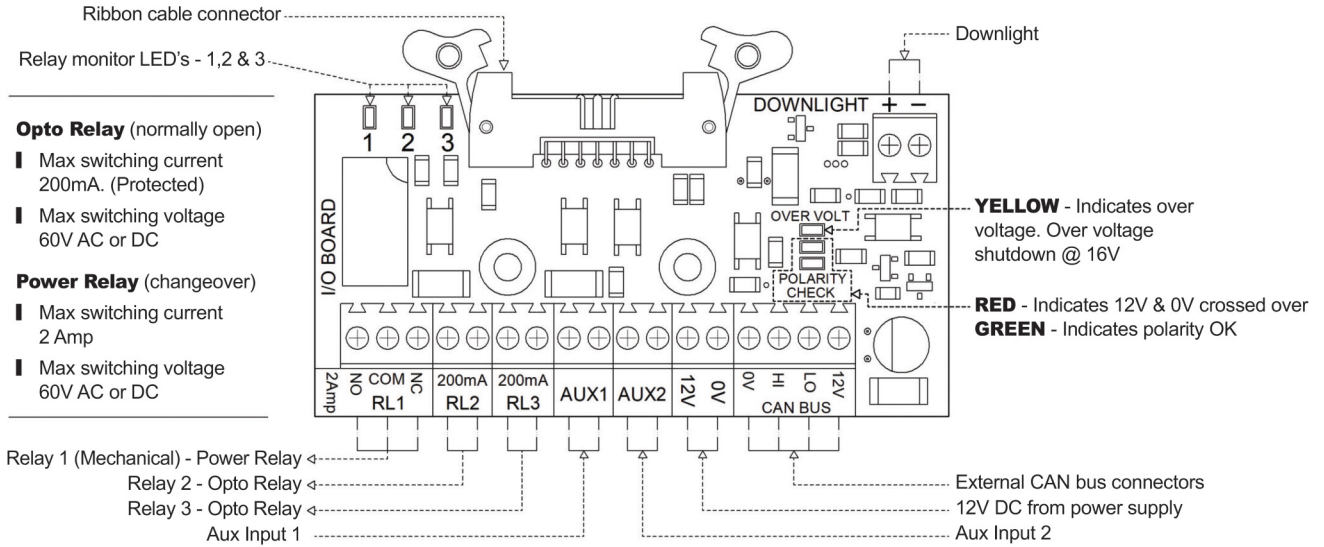 Ribbon cable connector
Relay monitor LED's - 1,2 & 3
Opto Relay (normally open)
Max switching current
200mA. (Protected)
Max switching voltage
60V AC or DC
Power Relay (changeover)
Max switching current
2 Amp
Max switching voltage
60V AC or DC
Downlight
DOWNLIGHT + −
1 2 3
I/O BOARD
OVER VOLT
POLARITY
CHECK
YELLOW - Indicates over
voltage. Over voltage
shutdown @ 16V
RED - Indicates 12V & 0V crossed over
GREEN - Indicates polarity OK
2Amp
NO COM NC
RL1
200mA
RL2
200mA
RL3
AUX1
AUX2
12V 0V
0V HI LO 12V
CAN BUS
Relay 1 (Mechanical) - Power Relay
Relay 2 - Opto Relay
Relay 3 - Opto Relay
Aux Input 1
External CAN bus connectors
12V DC from power supply
Aux Input 2